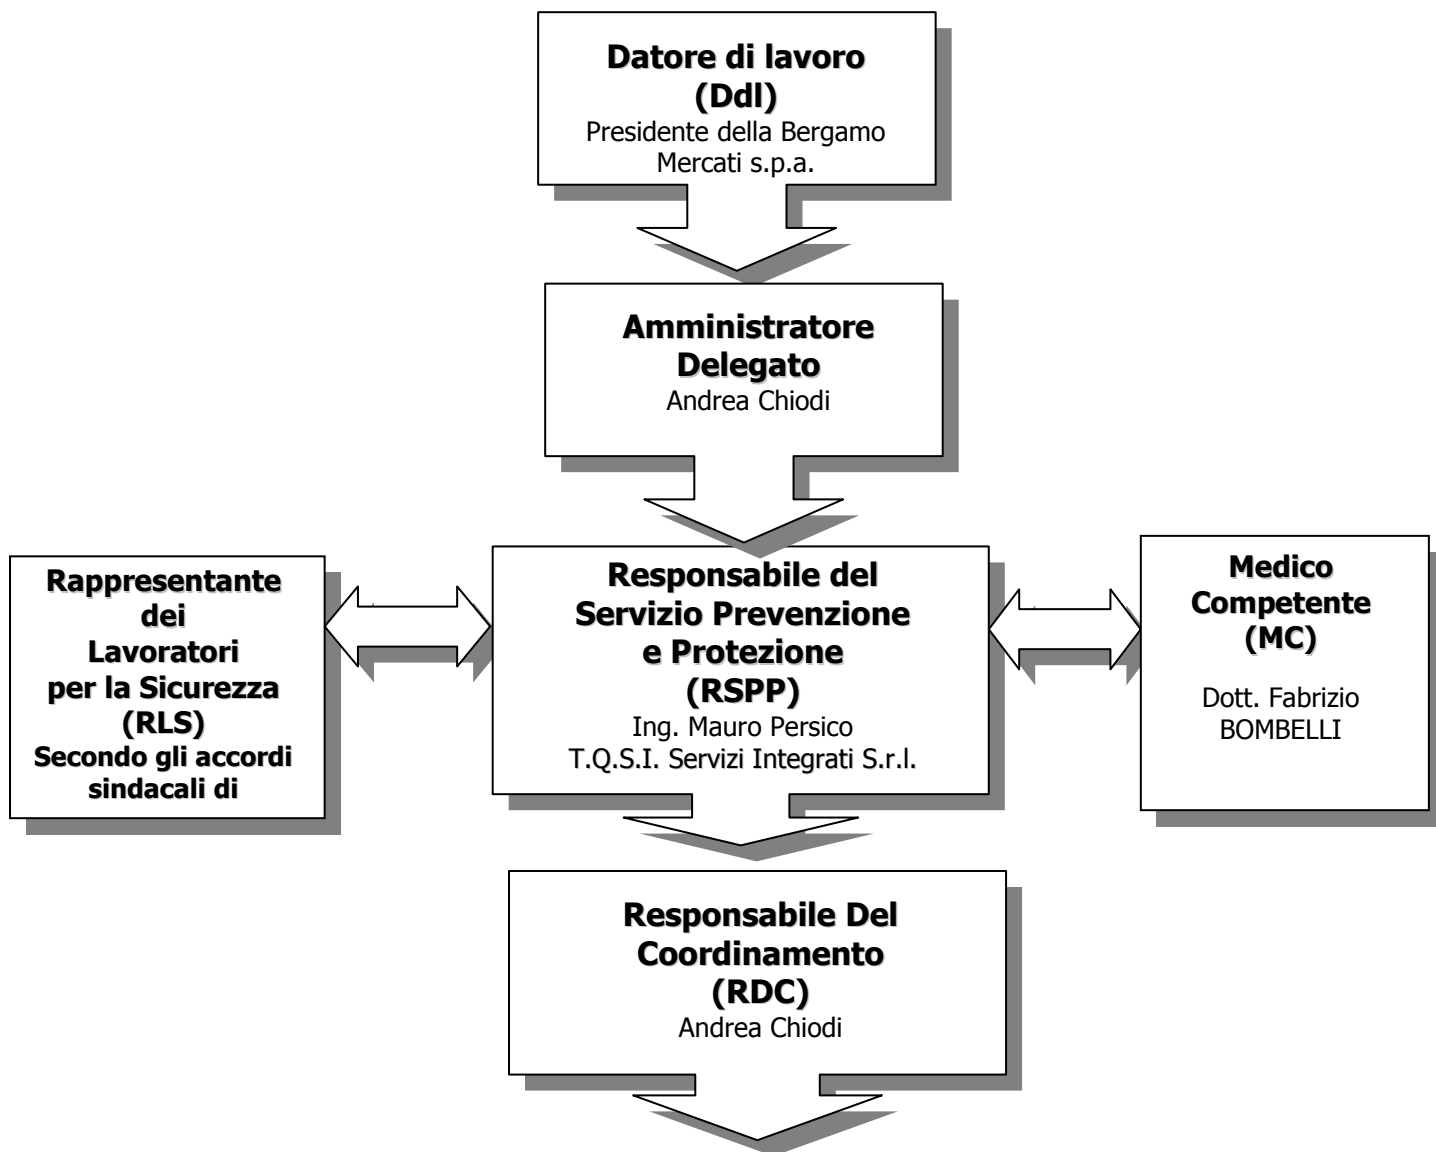 Datore di lavoro
(Ddl)
Presidente della Bergamo
Mercati s.p.a.
Amministratore
Delegato
Andrea Chiodi
Rappresentante
dei
Lavoratori
per la Sicurezza
(RLS)
Secondo gli accordi
sindacali di
Responsabile del
Servizio Prevenzione
e Protezione
(RSPP)
Ing. Mauro Persico
T.Q.S.I. Servizi Integrati S.r.l.
Medico
Competente
(MC)
Dott. Fabrizio
BOMBELLI
Responsabile Del
Coordinamento
(RDC)
Andrea Chiodi